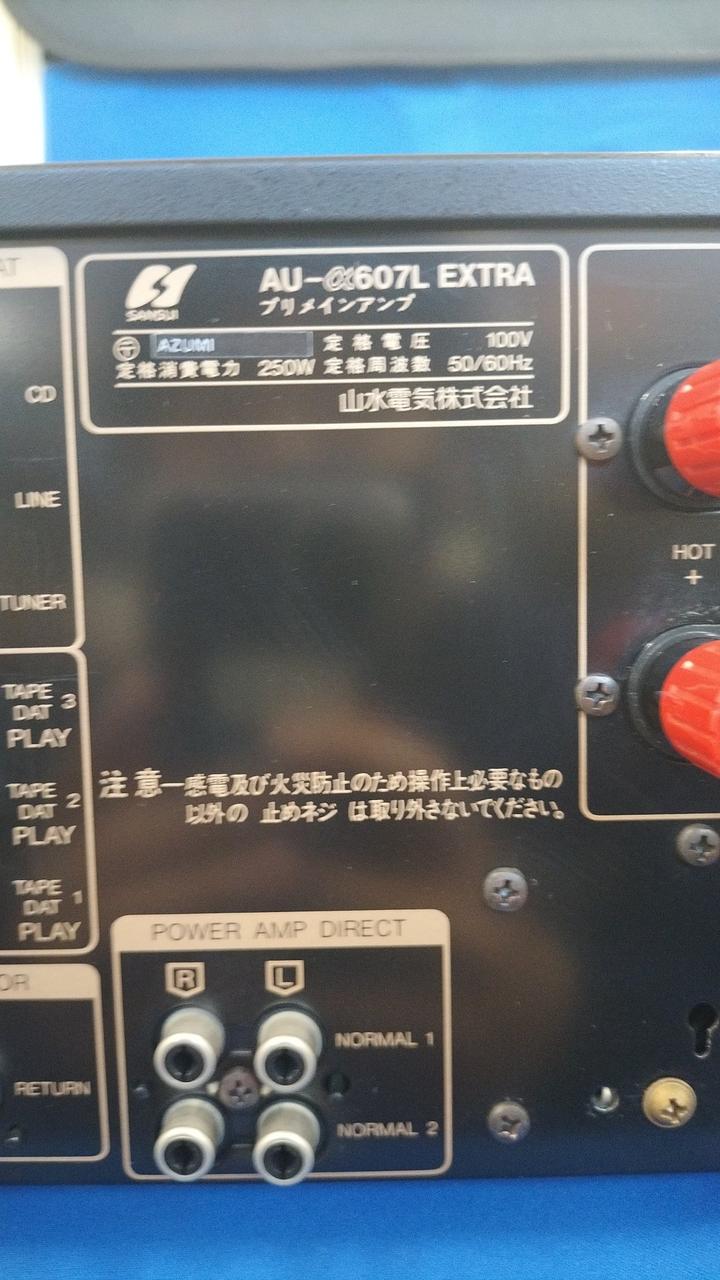 AT
CD
LINE
TUNER
TAPE 3
DAT
PLAY
TAPE 2
DAT
PLAY
TAPE 1
DAT
PLAY
OR
RETURN
SANSUI
AU-α607L EXTRA
プリメインアンプ
〒 AZUMI 定格電圧 100V
定格消費電力 250W 定格周波数 50/60Hz
山水電気株式会社
注意—感電及び火災防止のため操作上必要なもの
以外の 止めネジ は取り外さないでください。
POWER AMP DIRECT
R L
NORMAL 1
NORMAL 2
HOT
+